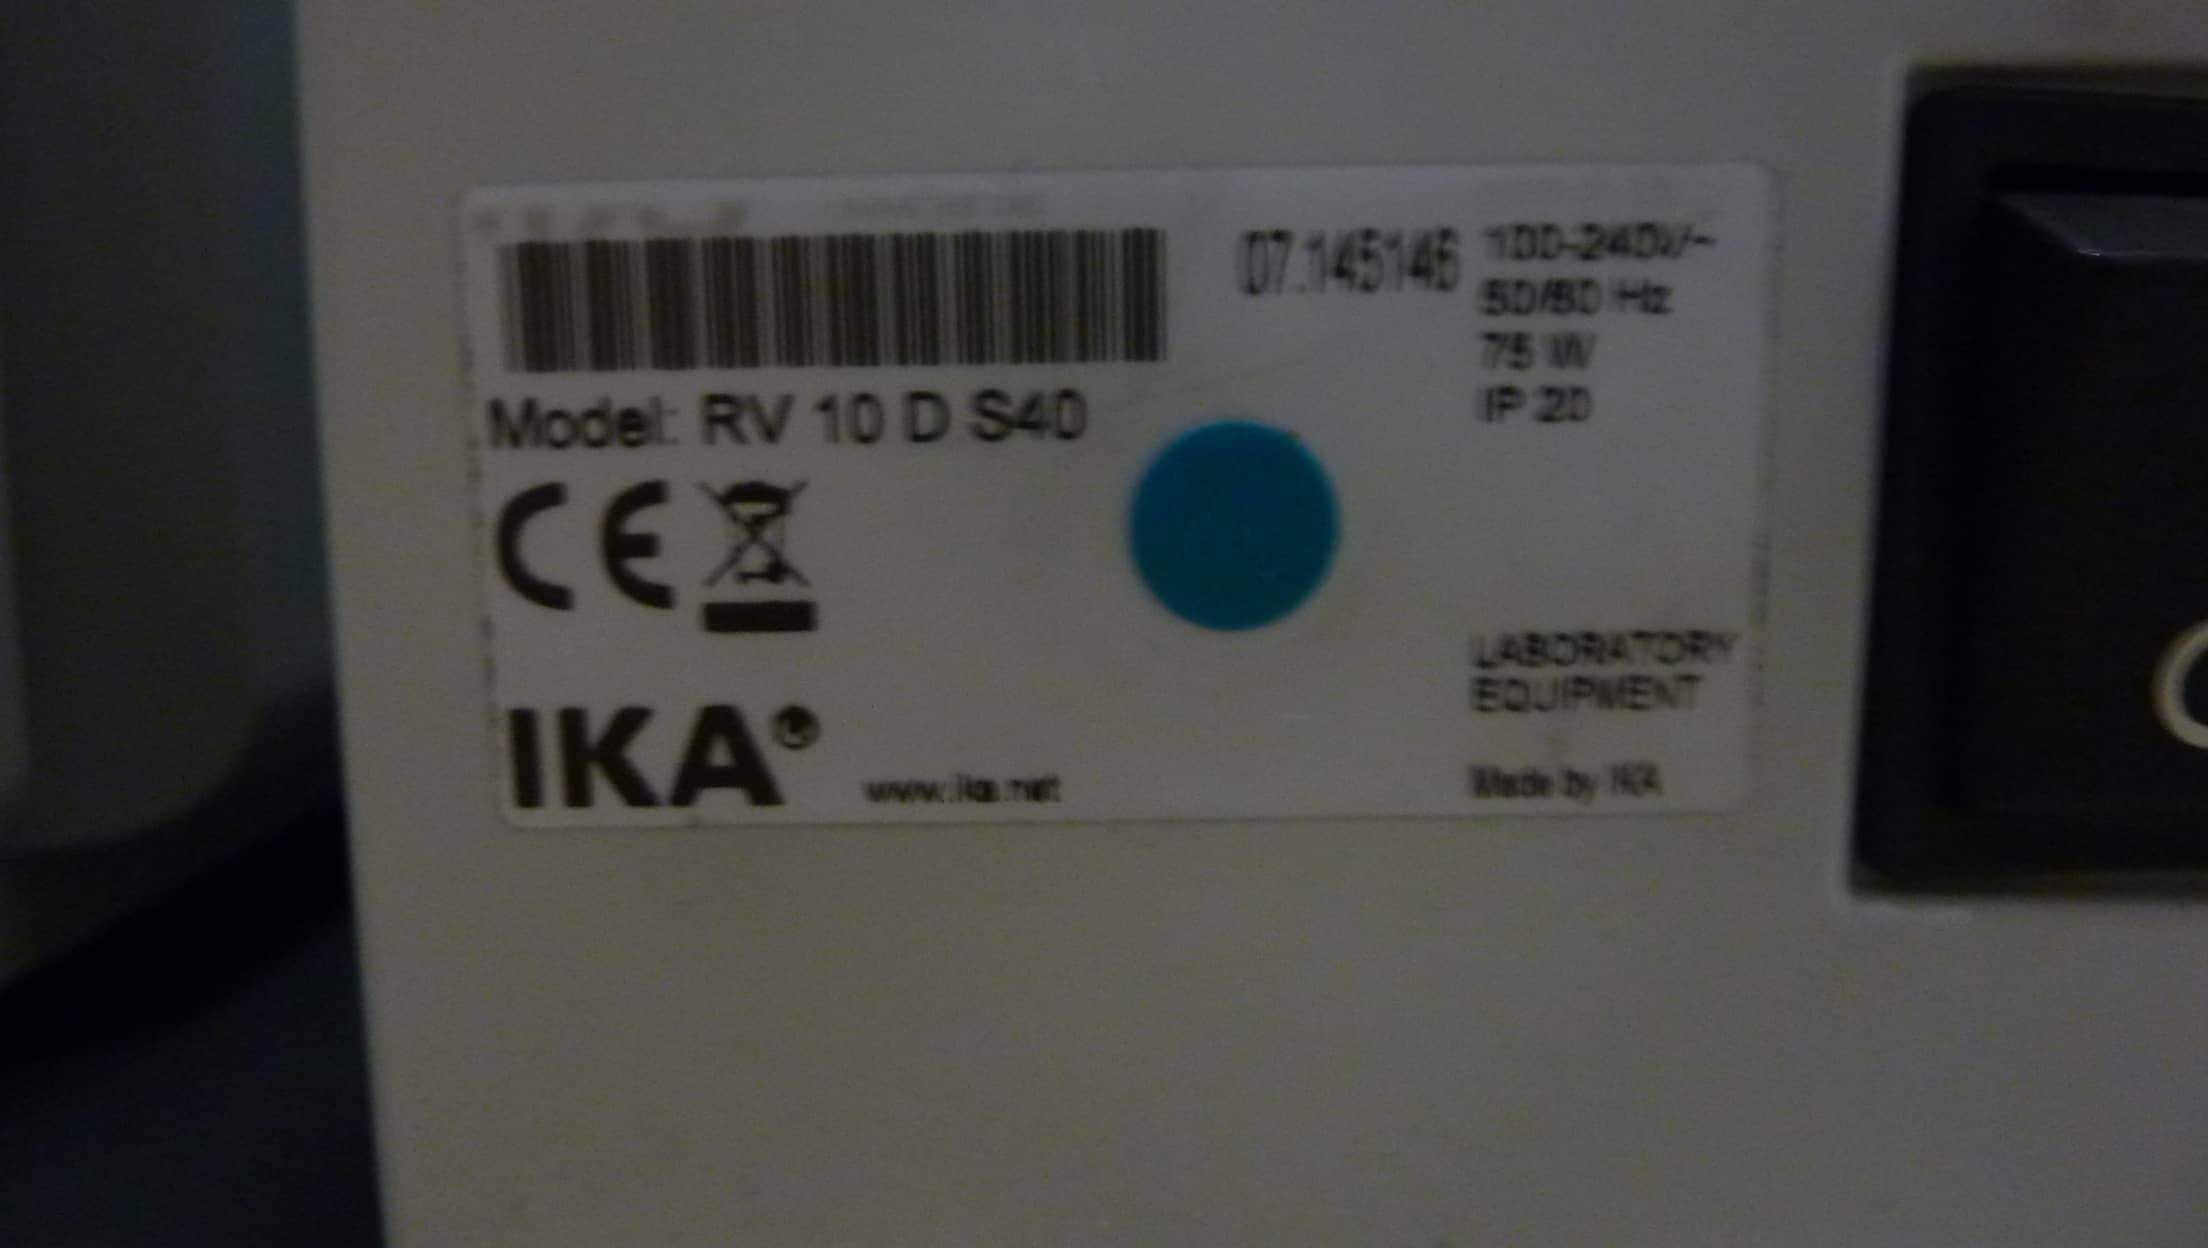 07.145146
100-240V~
50/60 Hz
75 W
IP 20
Model: RV 10 D S40
CE
LABORATORY
EQUIPMENT
IKA®
www.ika.net
Made by IKA